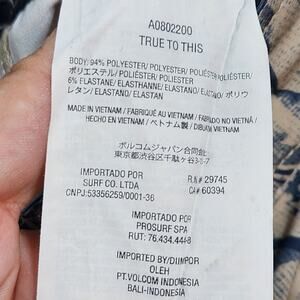 A0802200
TRUE TO THIS
BODY: 94% POLYESTER/ POLYESTER/ POLIÉSTER/ POLIÉSTER/
ポリエステル/ POLIESTER/ POLIESTER
6% ELASTANE/ ELASTHANNE/ ELASTANO/ ELASTANO/ ポリウ
レタン/ ELASTANO/ ELASTAN
MADE IN VIETNAM / FABRIQUÉ AU VIETNAM / FABRIDO NO VIETNÃ /
HECHO EN VIETNAM / ベトナム製 / DIBUAT VIETNAM
ボルコムジャパン合同会社
東京都渋谷区千駄ヶ谷3-5-7
IMPORTADO POR
SURF CO. LTDA
CNPJ:53356259/0001-36
R.N# 29745
CA# 60394
IMPORTADO POR
PROSURF SPA
RUT: 76.434.444-8
IMPORTED BY/DIIMPOR
OLEH
PT.VOLCOM INDONESIA
BALI-INDONESIA